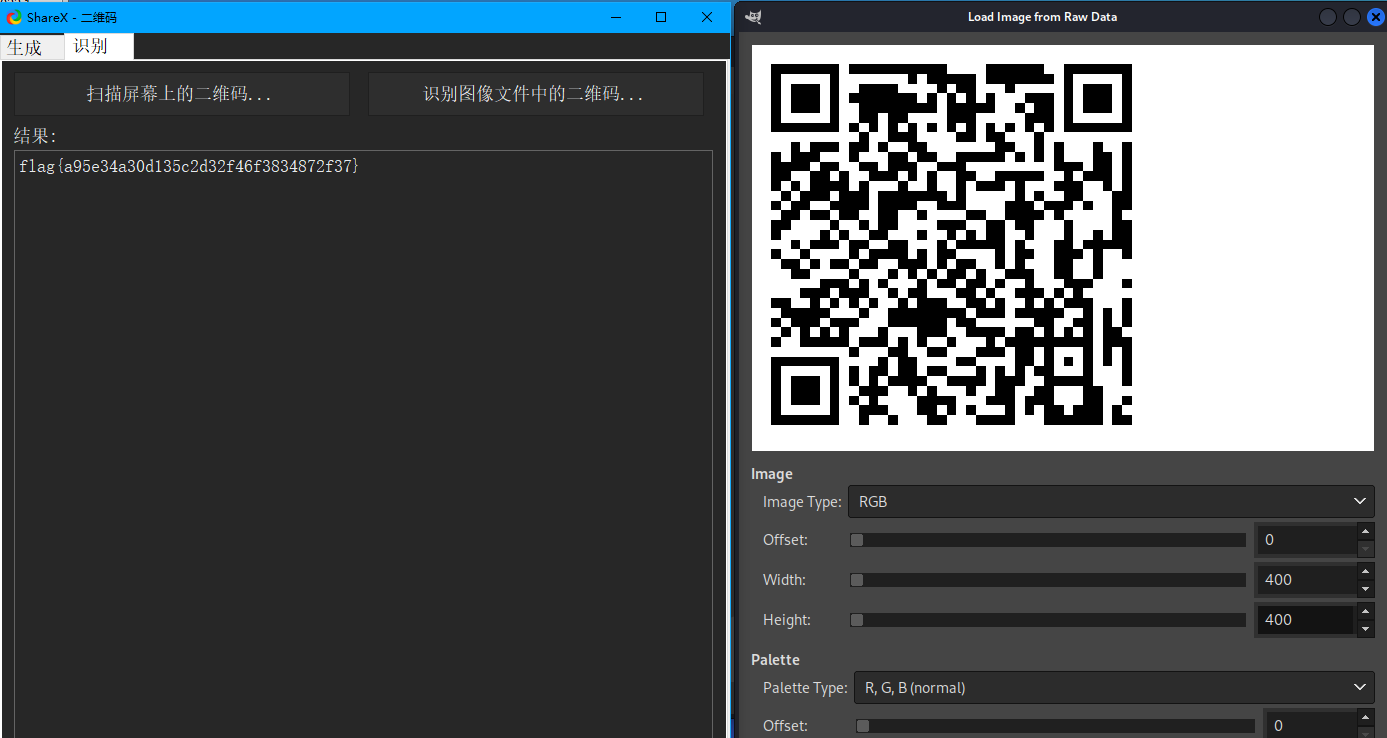 ShareX - 二维码
生成
识别
扫描屏幕上的二维码...
识别图像文件中的二维码...
结果:
flag{a95e34a30d135c2d32f46f3834872f37}
Load Image from Raw Data
Image
Image Type:
RGB
Offset:
0
Width:
400
Height:
400
Palette
Palette Type:
R, G, B (normal)
Offset:
0